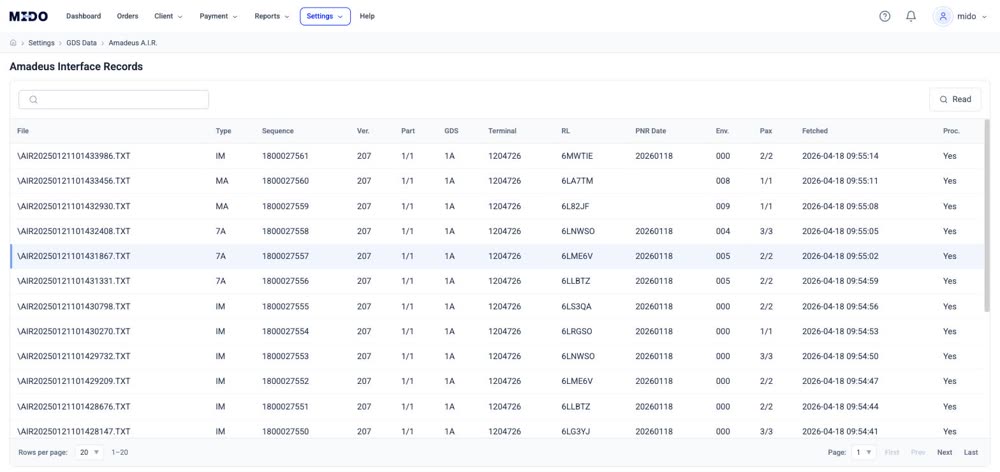 MIDO Dashboard Orders Client Payment Reports Settings Help mido
Settings > GDS Data > Amadeus A.I.R.
Amadeus Interface Records
Read
File Type Sequence Ver. Part GDS Terminal RL PNR Date Env. Pax Fetched Proc.
\AIR20250121101433986.TXT IM 1800027561 207 1/1 1A 1204726 6MWTIE 20260118 000 2/2 2026-04-18 09:55:14 Yes
\AIR20250121101433456.TXT MA 1800027560 207 1/1 1A 1204726 6LA7TM 008 1/1 2026-04-18 09:55:11 Yes
\AIR20250121101432930.TXT MA 1800027559 207 1/1 1A 1204726 6L82JF 009 1/1 2026-04-18 09:55:08 Yes
\AIR20250121101432408.TXT 7A 1800027558 207 1/1 1A 1204726 6LNWSO 20260118 004 3/3 2026-04-18 09:55:05 Yes
\AIR20250121101431867.TXT 7A 1800027557 207 1/1 1A 1204726 6LME6V 20260118 005 2/2 2026-04-18 09:55:02 Yes
\AIR20250121101431331.TXT 7A 1800027556 207 1/1 1A 1204726 6LLBTZ 20260118 005 2/2 2026-04-18 09:54:59 Yes
\AIR20250121101430798.TXT IM 1800027555 207 1/1 1A 1204726 6LS3QA 20260118 000 2/2 2026-04-18 09:54:56 Yes
\AIR20250121101430270.TXT IM 1800027554 207 1/1 1A 1204726 6LRGSO 20260118 000 1/1 2026-04-18 09:54:53 Yes
\AIR20250121101429732.TXT IM 1800027553 207 1/1 1A 1204726 6LNWSO 20260118 000 3/3 2026-04-18 09:54:50 Yes
\AIR20250121101429209.TXT IM 1800027552 207 1/1 1A 1204726 6LME6V 20260118 000 2/2 2026-04-18 09:54:47 Yes
\AIR20250121101428676.TXT IM 1800027551 207 1/1 1A 1204726 6LLBTZ 20260118 000 2/2 2026-04-18 09:54:44 Yes
\AIR20250121101428147.TXT IM 1800027550 207 1/1 1A 1204726 6LG3YJ 20260118 000 3/3 2026-04-18 09:54:41 Yes
Rows per page: 20 1–20 Page: 1 First Prev Next Last